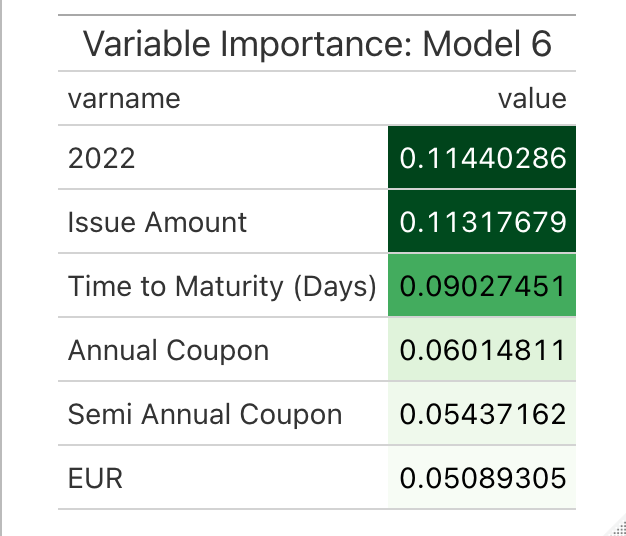 Variable Importance: Model 6
varname value
2022 0.11440286
Issue Amount 0.11317679
Time to Maturity (Days) 0.09027451
Annual Coupon 0.06014811
Semi Annual Coupon 0.05437162
EUR 0.05089305